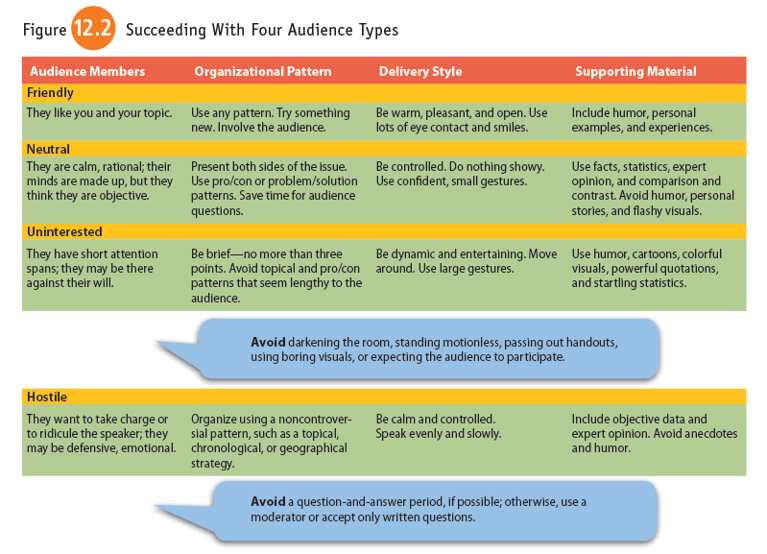 Figure 12.2 Succeeding With Four Audience Types
Audience Members Organizational Pattern Delivery Style Supporting Material
Friendly
They like you and your topic.
Use any pattern. Try something
new. Involve the audience.
Be warm, pleasant, and open. Use
lots of eye contact and smiles.
Include humor, personal
examples, and experiences.
Neutral
They are calm, rational; their
minds are made up, but they
think they are objective.
Present both sides of the issue.
Use pro/con or problem/solution
patterns. Save time for audience
questions.
Be controlled. Do nothing showy.
Use confident, small gestures.
Use facts, statistics, expert
opinion, and comparison and
contrast. Avoid humor, personal
stories, and flashy visuals.
Uninterested
They have short attention
spans; they may be there
against their will.
Be brief—no more than three
points. Avoid topical and pro/con
patterns that seem lengthy to the
audience.
Be dynamic and entertaining. Move
around. Use large gestures.
Use humor, cartoons, colorful
visuals, powerful quotations,
and startling statistics.
Avoid darkening the room, standing motionless, passing out handouts,
using boring visuals, or expecting the audience to participate.
Hostile
They want to take charge or
to ridicule the speaker; they
may be defensive, emotional.
Organize using a noncontrover-
sial pattern, such as a topical,
chronological, or geographical
strategy.
Be calm and controlled.
Speak evenly and slowly.
Include objective data and
expert opinion. Avoid anecdotes
and humor.
Avoid a question-and-answer period, if possible; otherwise, use a
moderator or accept only written questions.